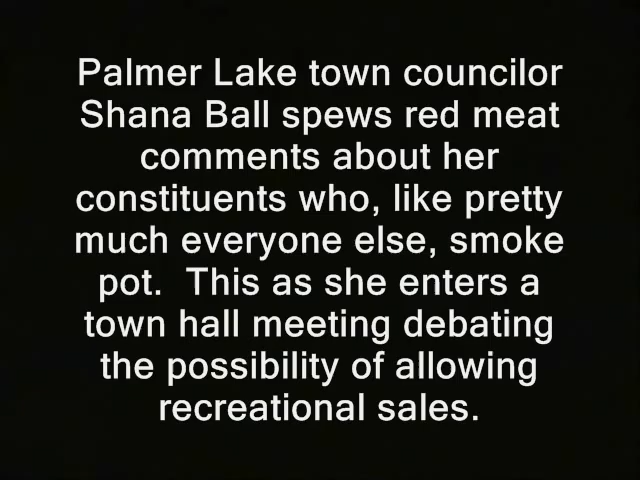 Palmer Lake town councilor
Shana Ball spews red meat
comments about her
constituents who, like pretty
much everyone else, smoke
pot.  This as she enters a
town hall meeting debating
the possibility of allowing
recreational sales.